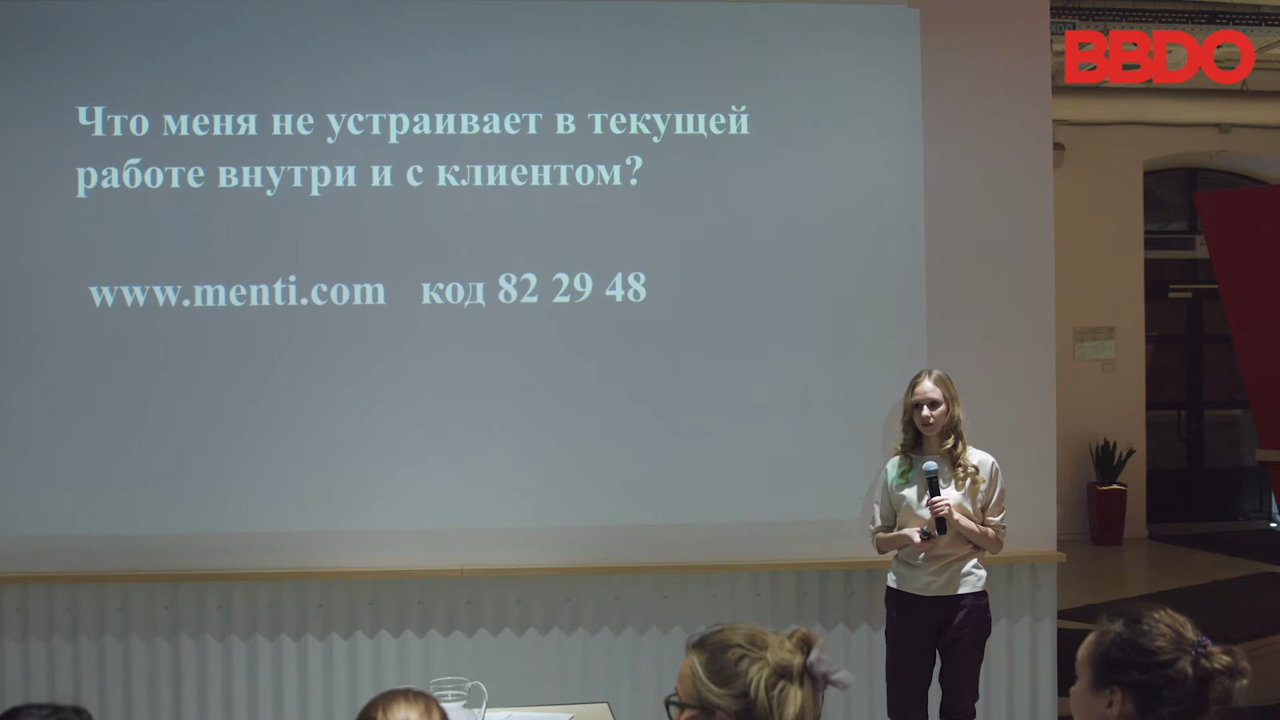 Что меня не устраивает в текущей
работе внутри и с клиентом?
www.menti.com код 82 29 48
BBDO